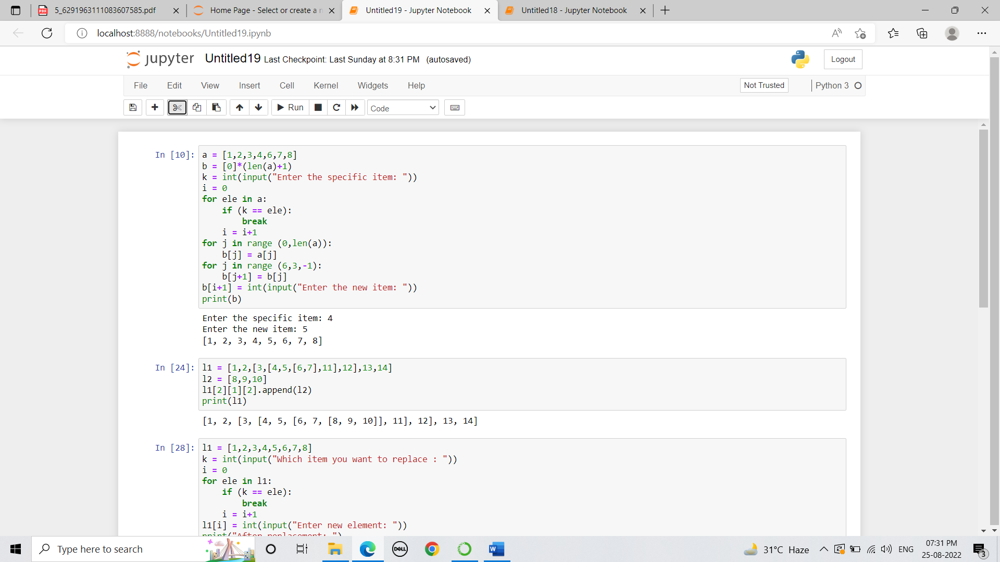 5_6291963111083607585.pdf
Home Page - Select or create a n
Untitled19 - Jupyter Notebook
Untitled18 - Jupyter Notebook
localhost:8888/notebooks/Untitled19.ipynb
jupyter Untitled19 Last Checkpoint: Last Sunday at 8:31 PM (autosaved)
Logout
File Edit View Insert Cell Kernel Widgets Help
Not Trusted
Python 3
Run
Code
In [10]:
a = [1,2,3,4,6,7,8]
b = [0]*(len(a)+1)
k = int(input("Enter the specific item: "))
i = 0
for ele in a:
    if (k == ele):
        break
    i = i+1
for j in range (0,len(a)):
    b[j] = a[j]
for j in range (6,3,-1):
    b[j+1] = b[j]
b[i+1] = int(input("Enter the new item: "))
print(b)
Enter the specific item: 4
Enter the new item: 5
[1, 2, 3, 4, 5, 6, 7, 8]
In [24]:
l1 = [1,2,[3,[4,5,[6,7],11],12],13,14]
l2 = [8,9,10]
l1[2][1][2].append(l2)
print(l1)
[1, 2, [3, [4, 5, [6, 7, [8, 9, 10]], 11], 12], 13, 14]
In [28]:
l1 = [1,2,3,4,5,6,7,8]
k = int(input("Which item you want to replace : "))
i = 0
for ele in l1:
    if (k == ele):
        break
    i = i+1
l1[i] = int(input("Enter new element: "))
print("After replacement: ")
Type here to search
DELL
31°C Haze
ENG
07:31 PM
25-08-2022
3